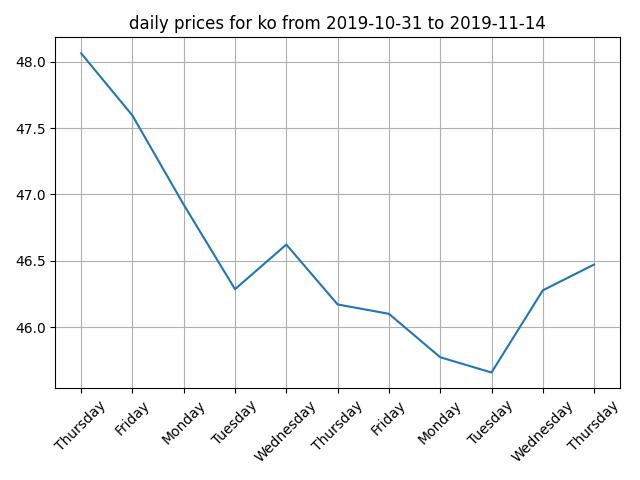 daily prices for ko from 2019-10-31 to 2019-11-14
48.0
47.5
47.0
46.5
46.0
Thursday
Friday
Monday
Tuesday
Wednesday
Thursday
Friday
Monday
Tuesday
Wednesday
Thursday